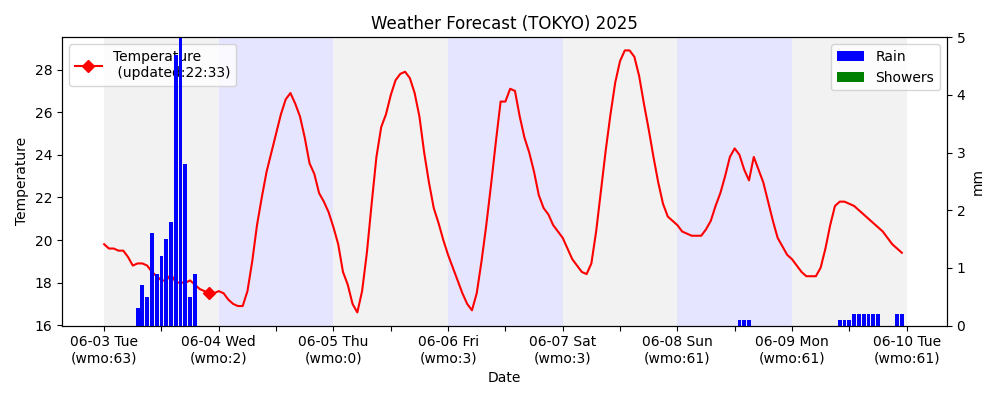 Weather Forecast (TOKYO) 2025
Temperature
(updated:22:33)
Rain
Showers
Temperature
28
26
24
22
20
18
16
5
4
3
2
1
0
mm
06-03 Tue
(wmo:63)
06-04 Wed
(wmo:2)
06-05 Thu
(wmo:0)
06-06 Fri
(wmo:3)
06-07 Sat
(wmo:3)
06-08 Sun
(wmo:61)
06-09 Mon
(wmo:61)
06-10 Tue
(wmo:61)
Date